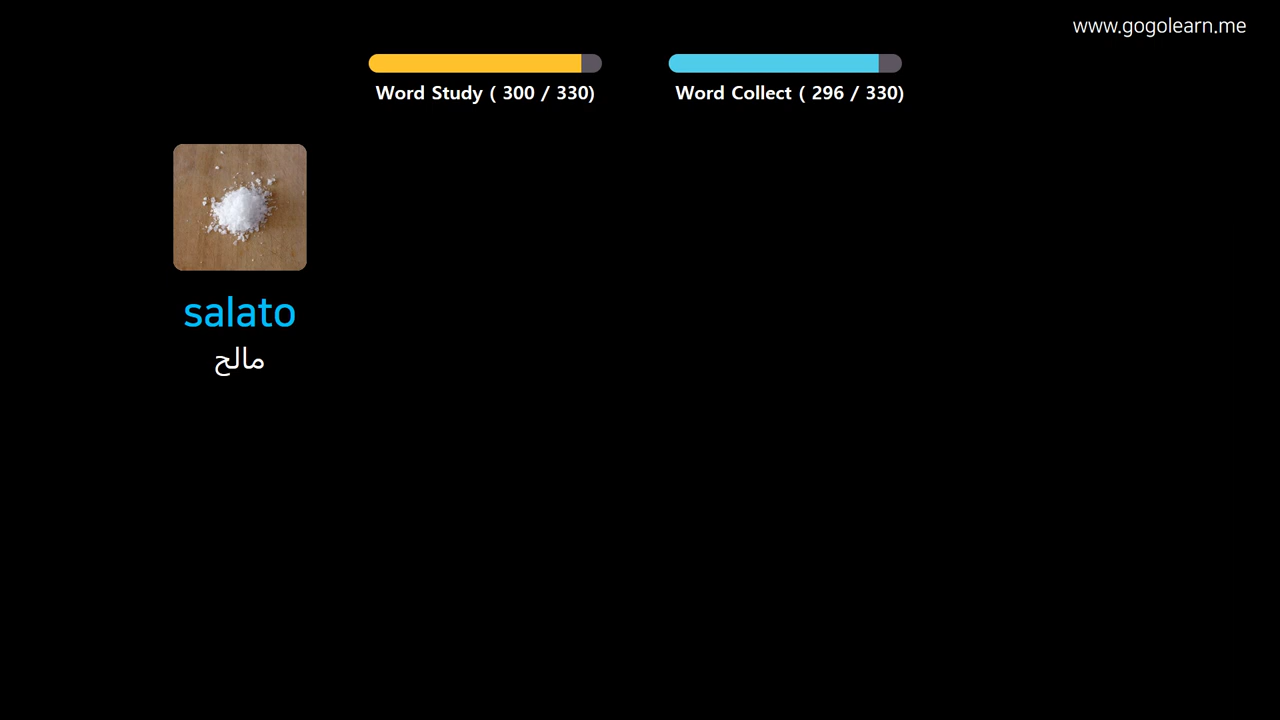 www.gogolearn.me
Word Study ( 300 / 330)
Word Collect ( 296 / 330)
salato
مالح